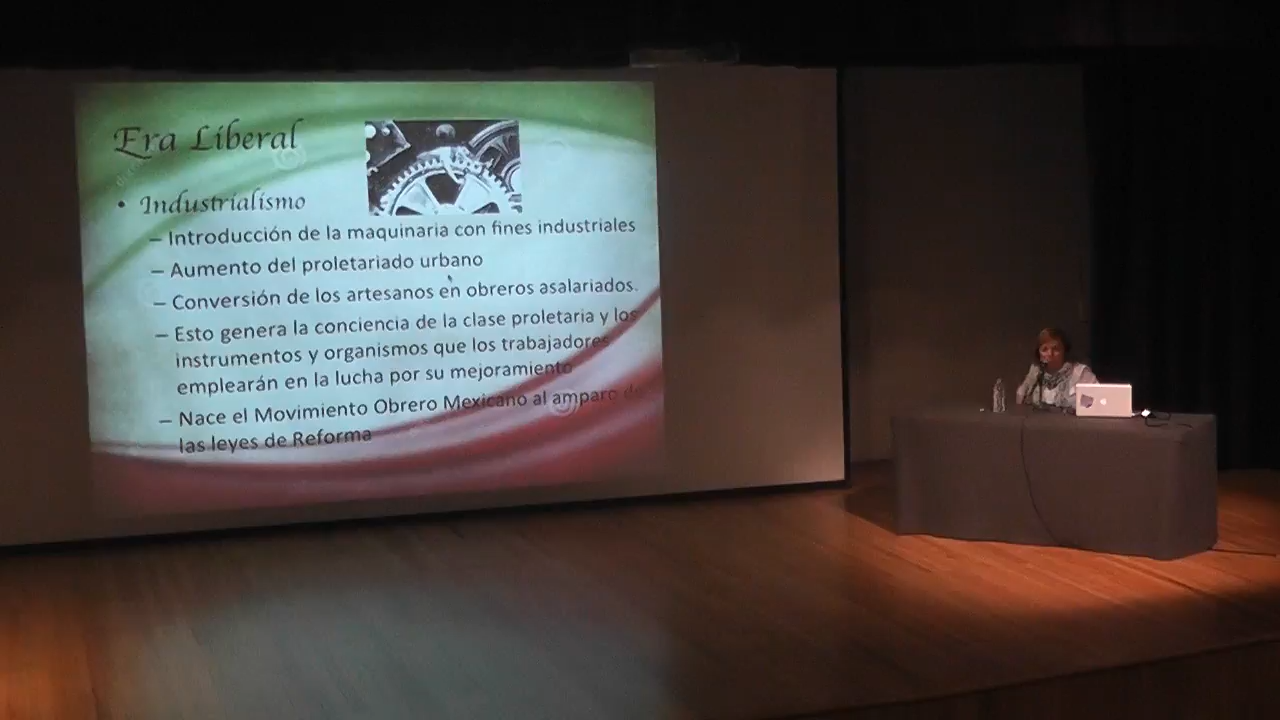 Era Liberal
• Industrialismo
– Introducción de la maquinaria con fines industriales
– Aumento del proletariado urbano
– Conversión de los artesanos en obreros asalariados.
– Esto genera la conciencia de la clase proletaria y los
instrumentos y organismos que los trabajadores
emplearán en la lucha por su mejoramiento
– Nace el Movimiento Obrero Mexicano al amparo de
las leyes de Reforma